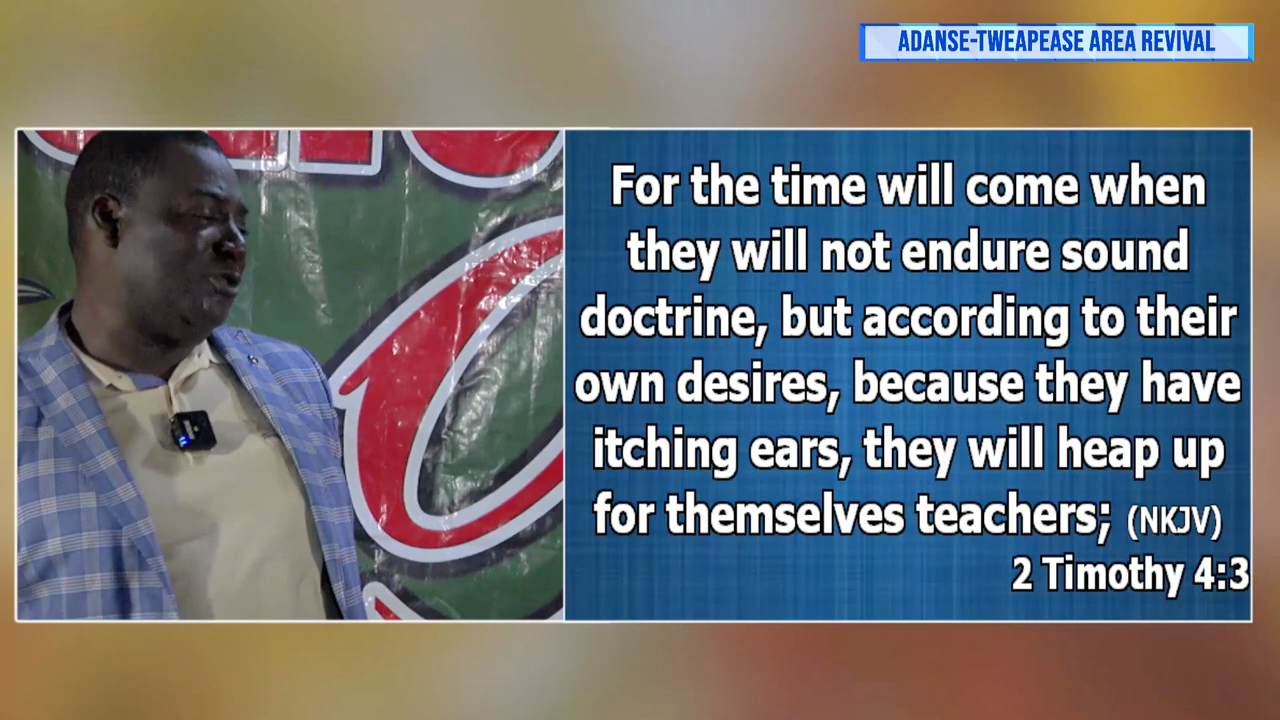 ADANSE-TWEAPEASE AREA REVIVAL
For the time will come when
they will not endure sound
doctrine, but according to their
own desires, because they have
itching ears, they will heap up
for themselves teachers; (NKJV)
2 Timothy 4:3